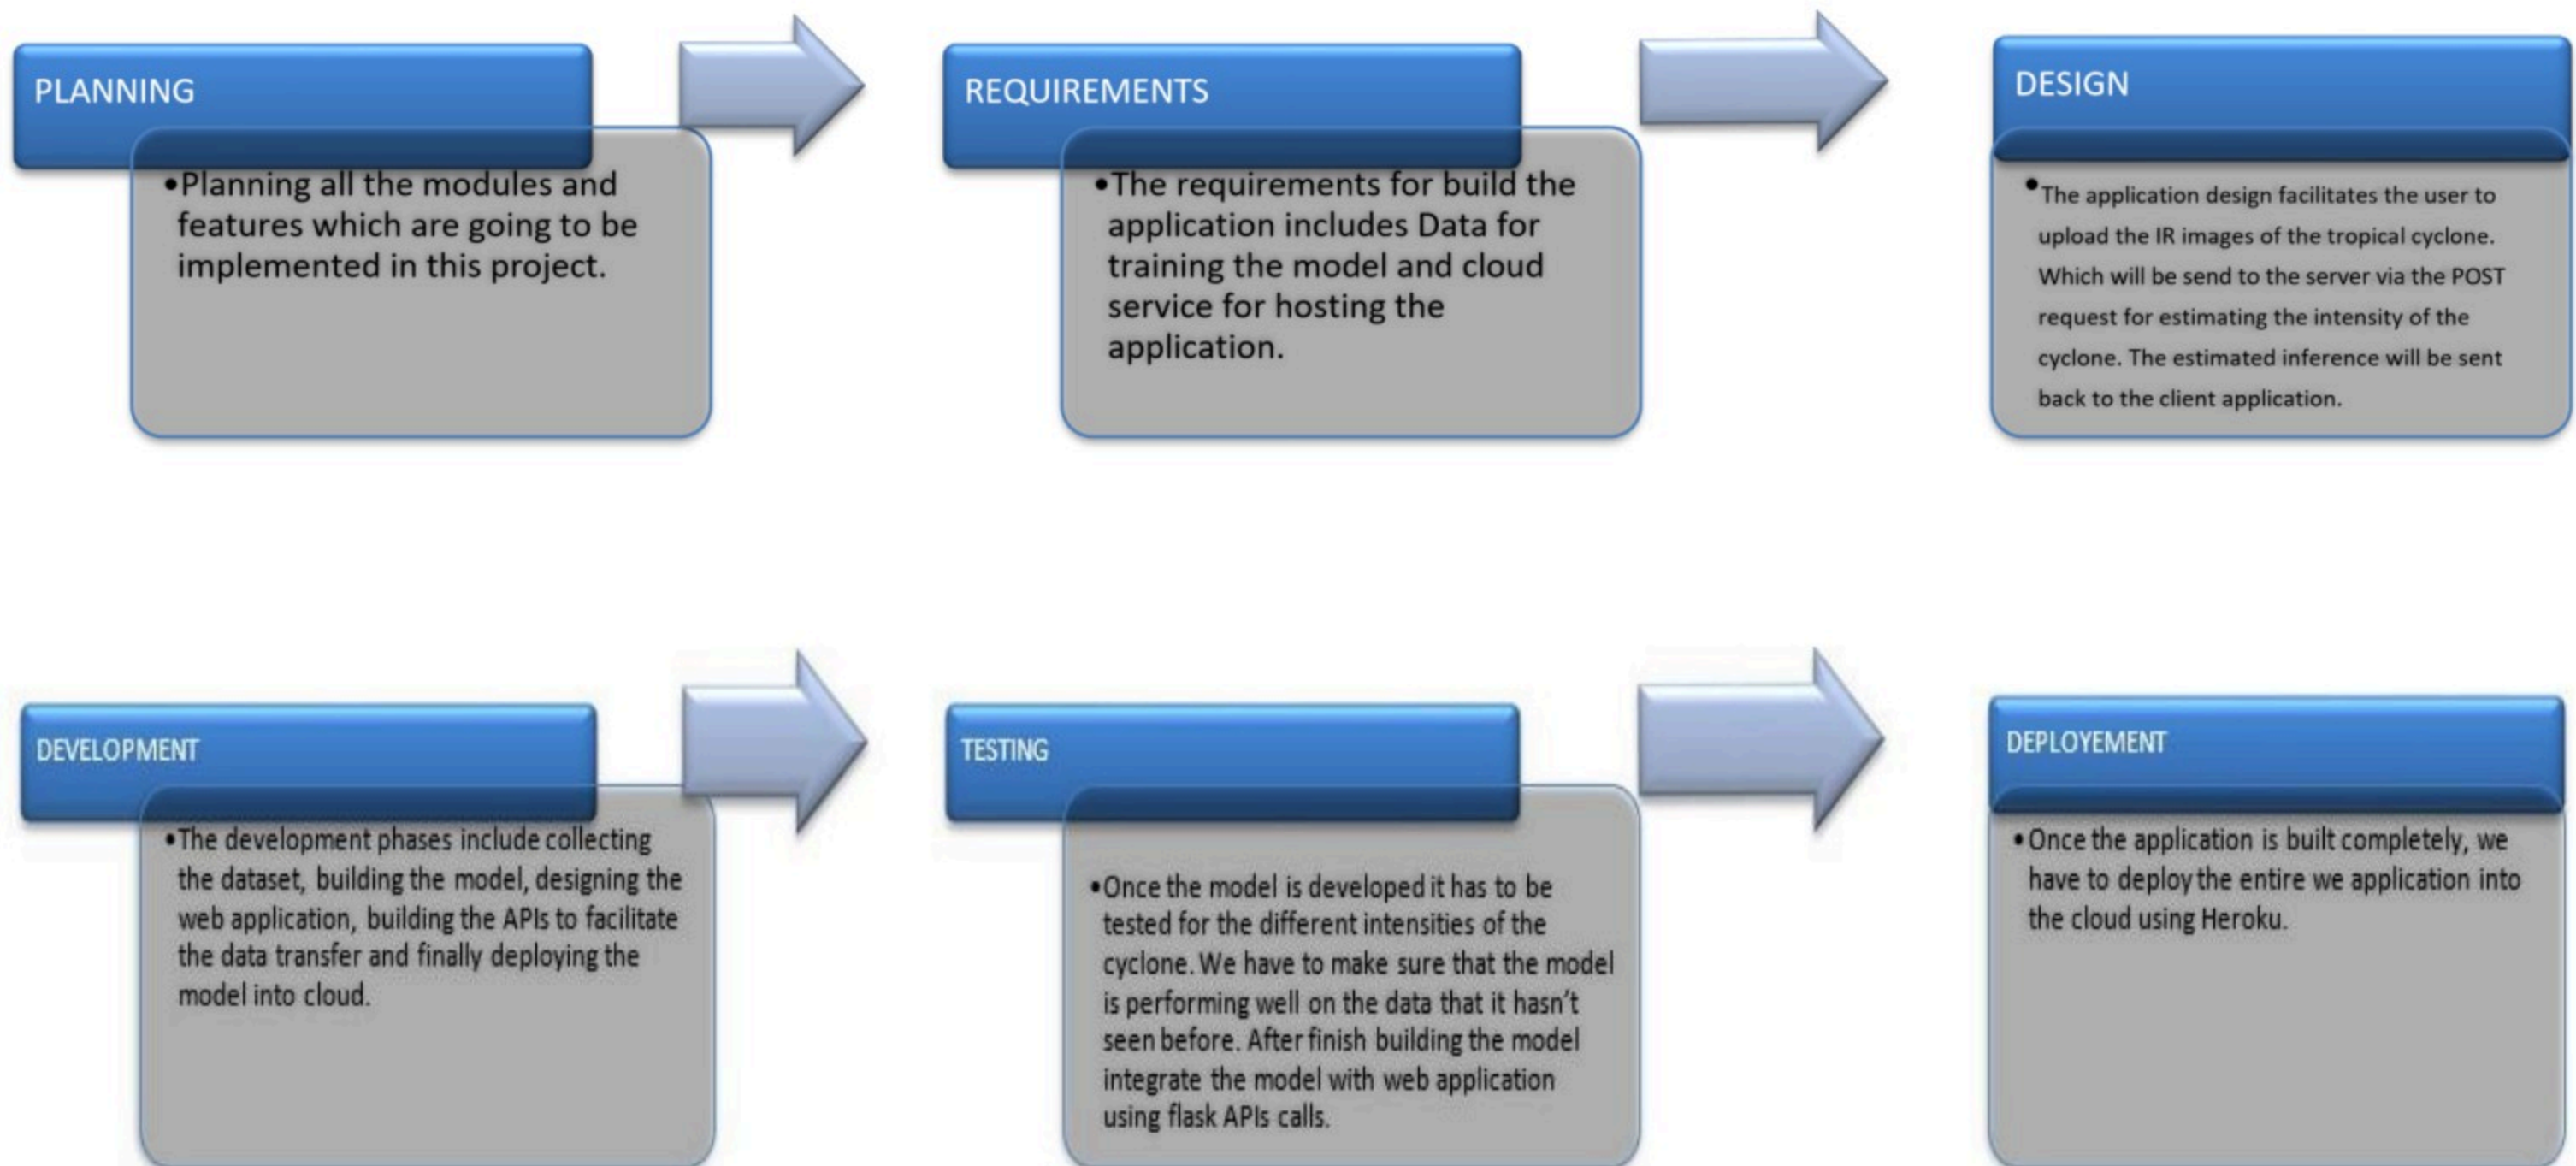 PLANNING
•Planning all the modules and
features which are going to be
implemented in this project.
REQUIREMENTS
•The requirements for build the
application includes Data for
training the model and cloud
service for hosting the
application.
DESIGN
•The application design facilitates the user to
upload the IR images of the tropical cyclone.
Which will be send to the server via the POST
request for estimating the intensity of the
cyclone. The estimated inference will be sent
back to the client application.
DEVELOPMENT
•The development phases include collecting
the dataset, building the model, designing the
web application, building the APIs to facilitate
the data transfer and finally deploying the
model into cloud.
TESTING
•Once the model is developed it has to be
tested for the different intensities of the
cyclone. We have to make sure that the model
is performing well on the data that it hasn't
seen before. After finish building the model
integrate the model with web application
using flask APIs calls.
DEPLOYEMENT
•Once the application is built completely, we
have to deploy the entire we application into
the cloud using Heroku.